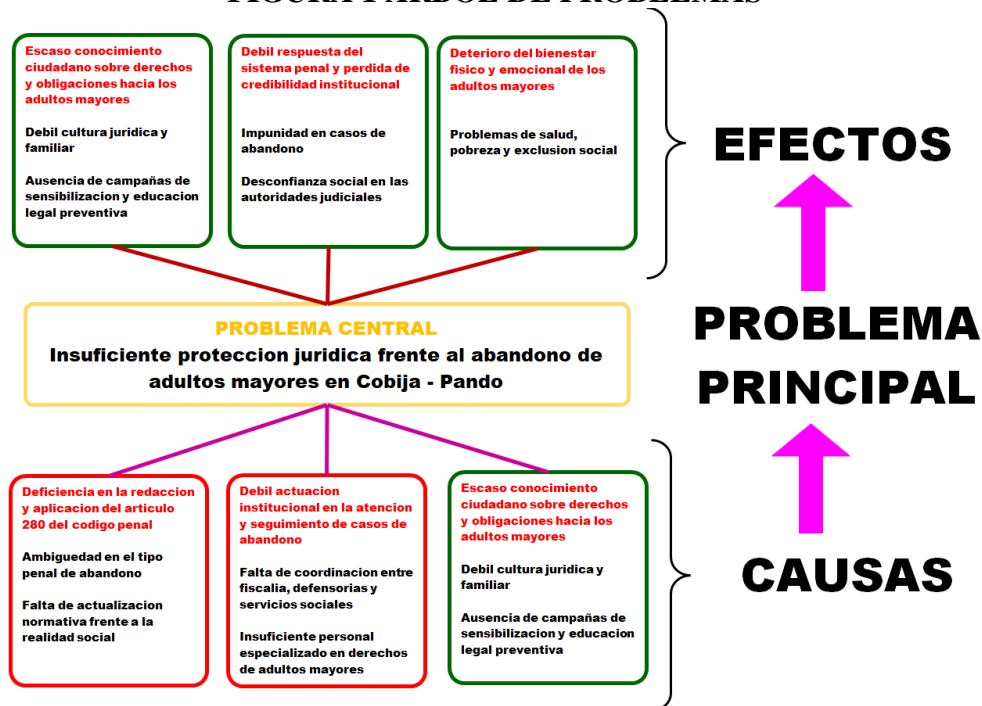 FIGURA 1 ARBOL DE PROBLEMAS
Escaso conocimiento
ciudadano sobre derechos
y obligaciones hacia los
adultos mayores
Debil cultura juridica y
familiar
Ausencia de campañas de
sensibilizacion y educacion
legal preventiva
Debil respuesta del
sistema penal y perdida de
credibilidad institucional
Impunidad en casos de
abandono
Desconfianza social en las
autoridades judiciales
Deterioro del bienestar
fisico y emocional de los
adultos mayores
Problemas de salud,
pobreza y exclusion social
EFECTOS
PROBLEMA CENTRAL
Insuficiente proteccion juridica frente al abandono de
adultos mayores en Cobija - Pando
PROBLEMA
PRINCIPAL
Deficiencia en la redaccion
y aplicacion del articulo
280 del codigo penal
Ambiguedad en el tipo
penal de abandono
Falta de actualizacion
normativa frente a la
realidad social
Debil actuacion
institucional en la atencion
y seguimiento de casos de
abandono
Falta de coordinacion entre
fiscalia, defensorias y
servicios sociales
Insuficiente personal
especializado en derechos
de adultos mayores
Escaso conocimiento
ciudadano sobre derechos
y obligaciones hacia los
adultos mayores
Debil cultura juridica y
familiar
Ausencia de campañas de
sensibilizacion y educacion
legal preventiva
CAUSAS